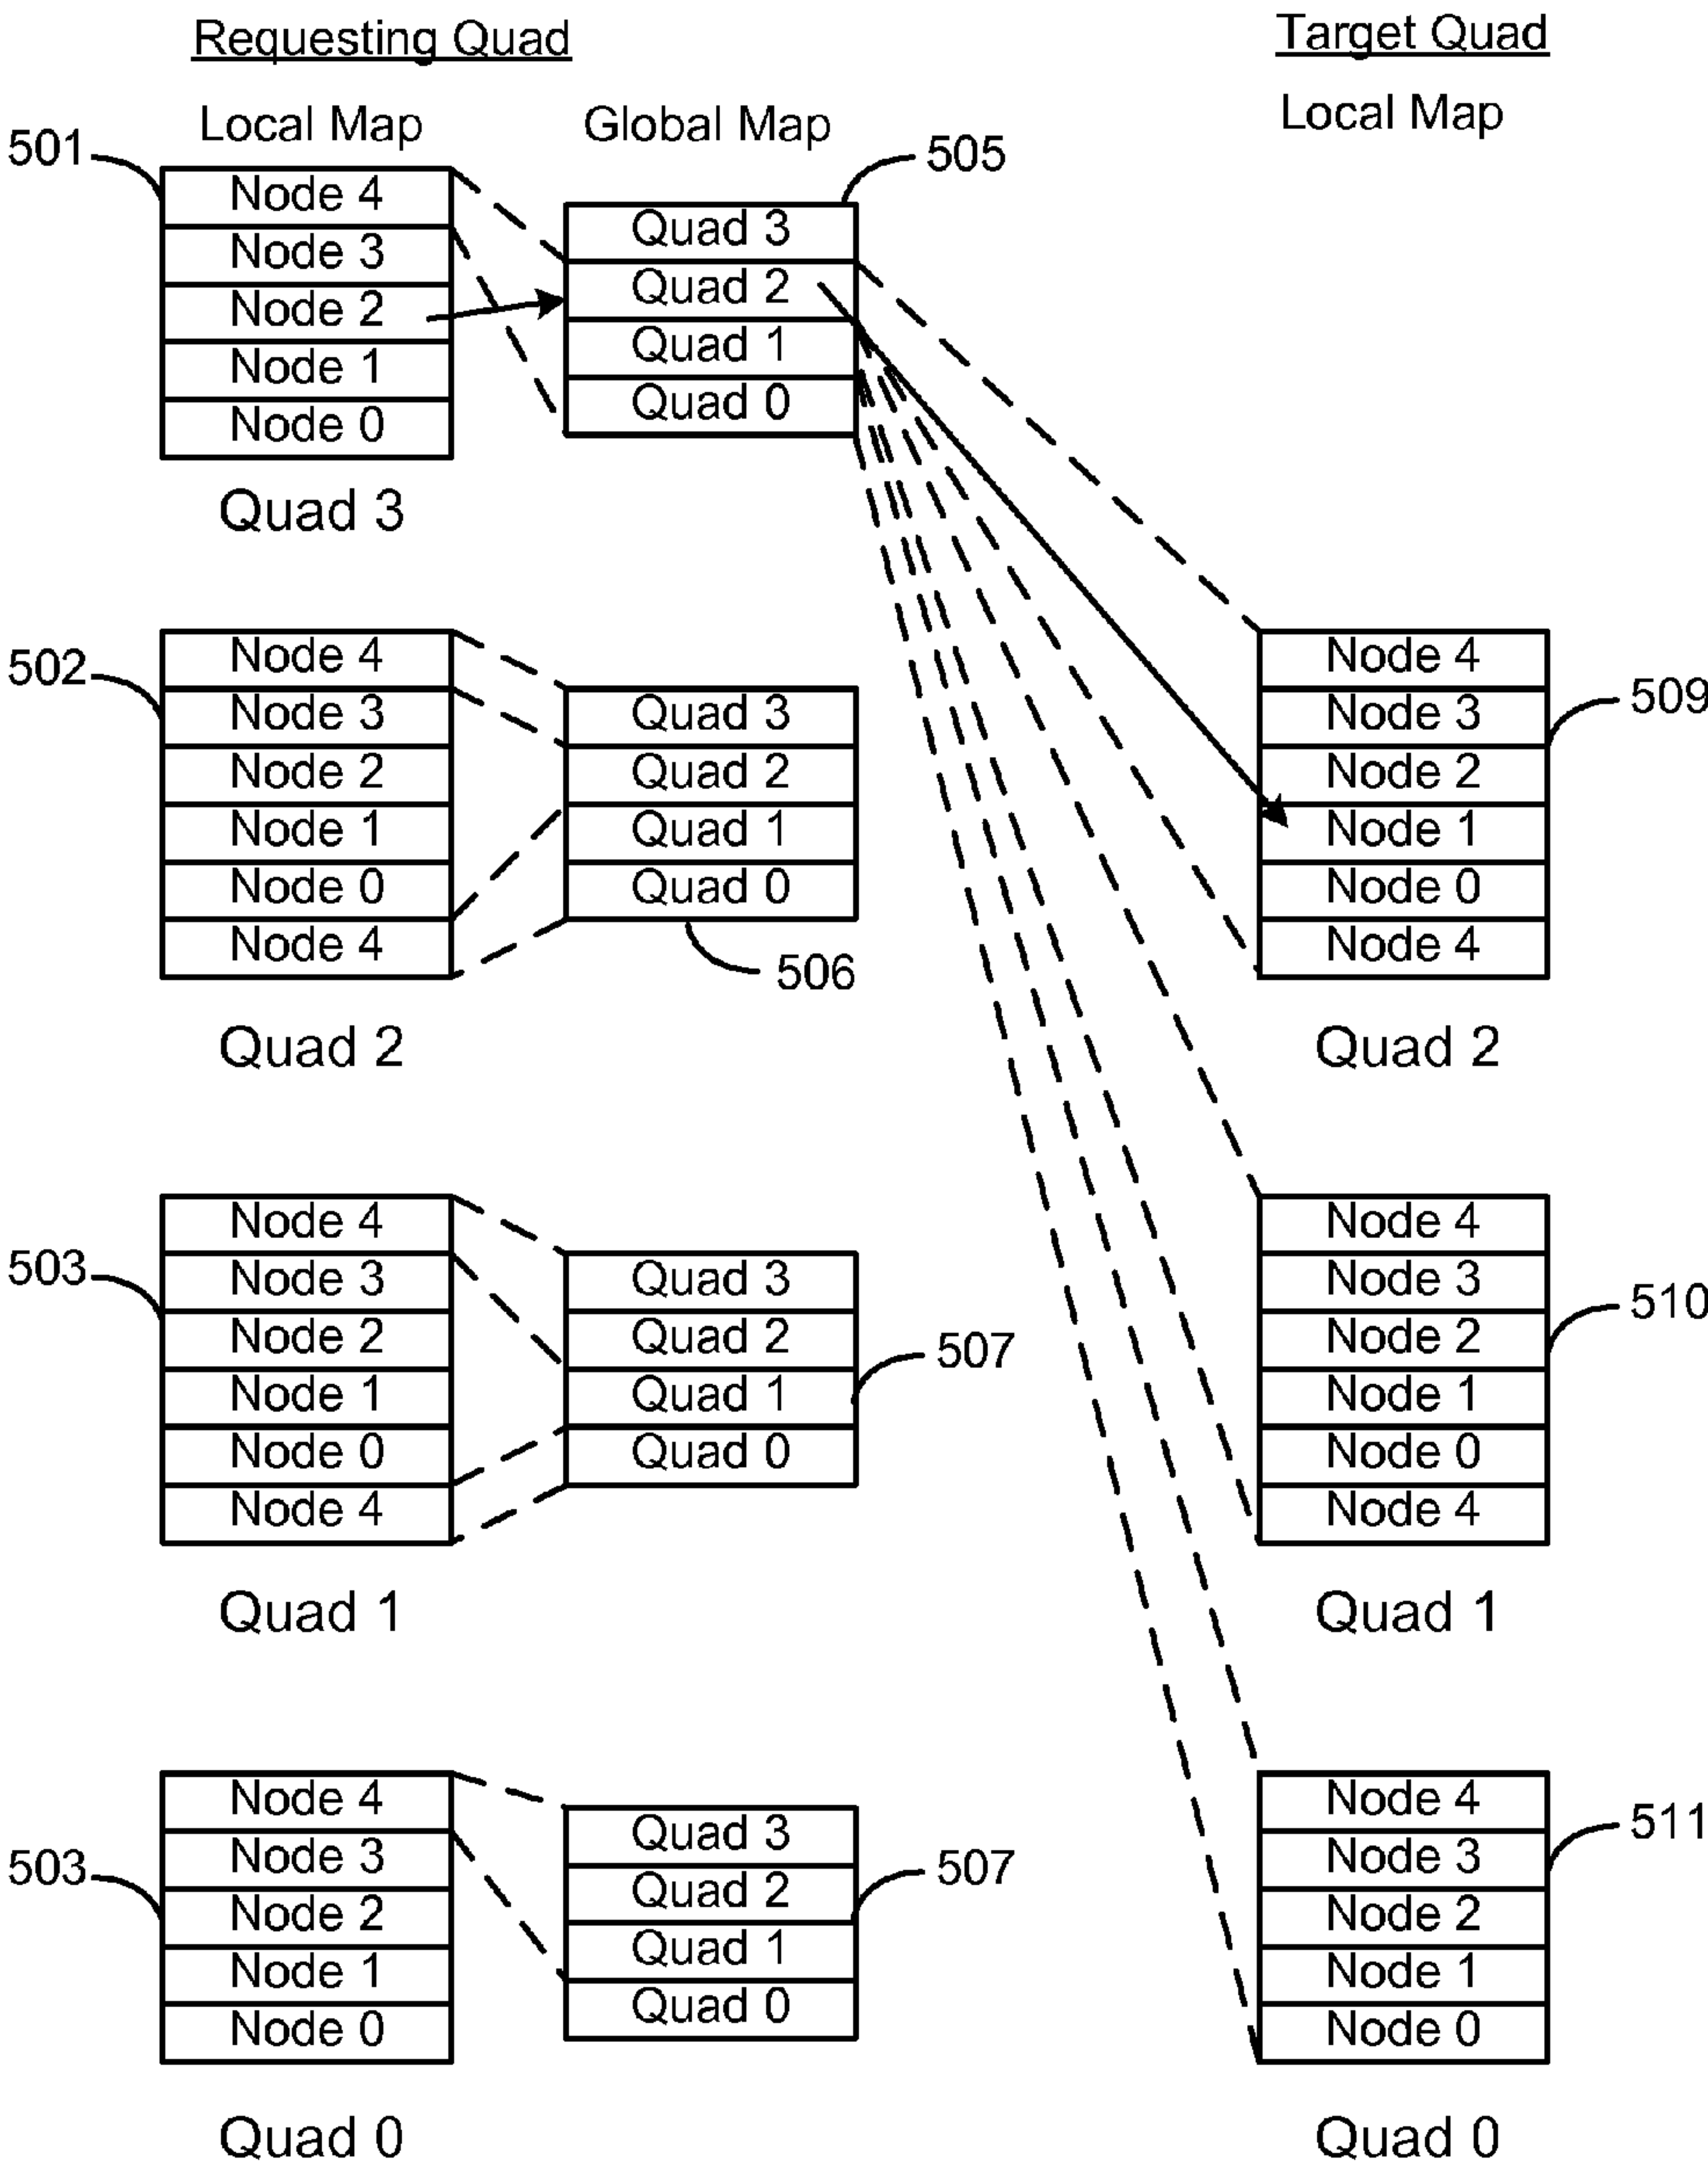 Requesting Quad
Target Quad
Local Map
Global Map
Local Map
501
505
Node 4
Node 3
Node 2
Node 1
Node 0
Quad 3
Quad 3
Quad 2
Quad 1
Quad 0
502
Node 4
Node 3
Node 2
Node 1
Node 0
Node 4
Quad 2
Quad 3
Quad 2
Quad 1
Quad 0
506
Node 4
Node 3
Node 2
Node 1
Node 0
Node 4
509
Quad 2
503
Node 4
Node 3
Node 2
Node 1
Node 0
Node 4
Quad 1
Quad 3
Quad 2
Quad 1
Quad 0
507
Node 4
Node 3
Node 2
Node 1
Node 0
Node 4
510
Quad 1
503
Node 4
Node 3
Node 2
Node 1
Node 0
Quad 0
Quad 3
Quad 2
Quad 1
Quad 0
507
Node 4
Node 3
Node 2
Node 1
Node 0
511
Quad 0